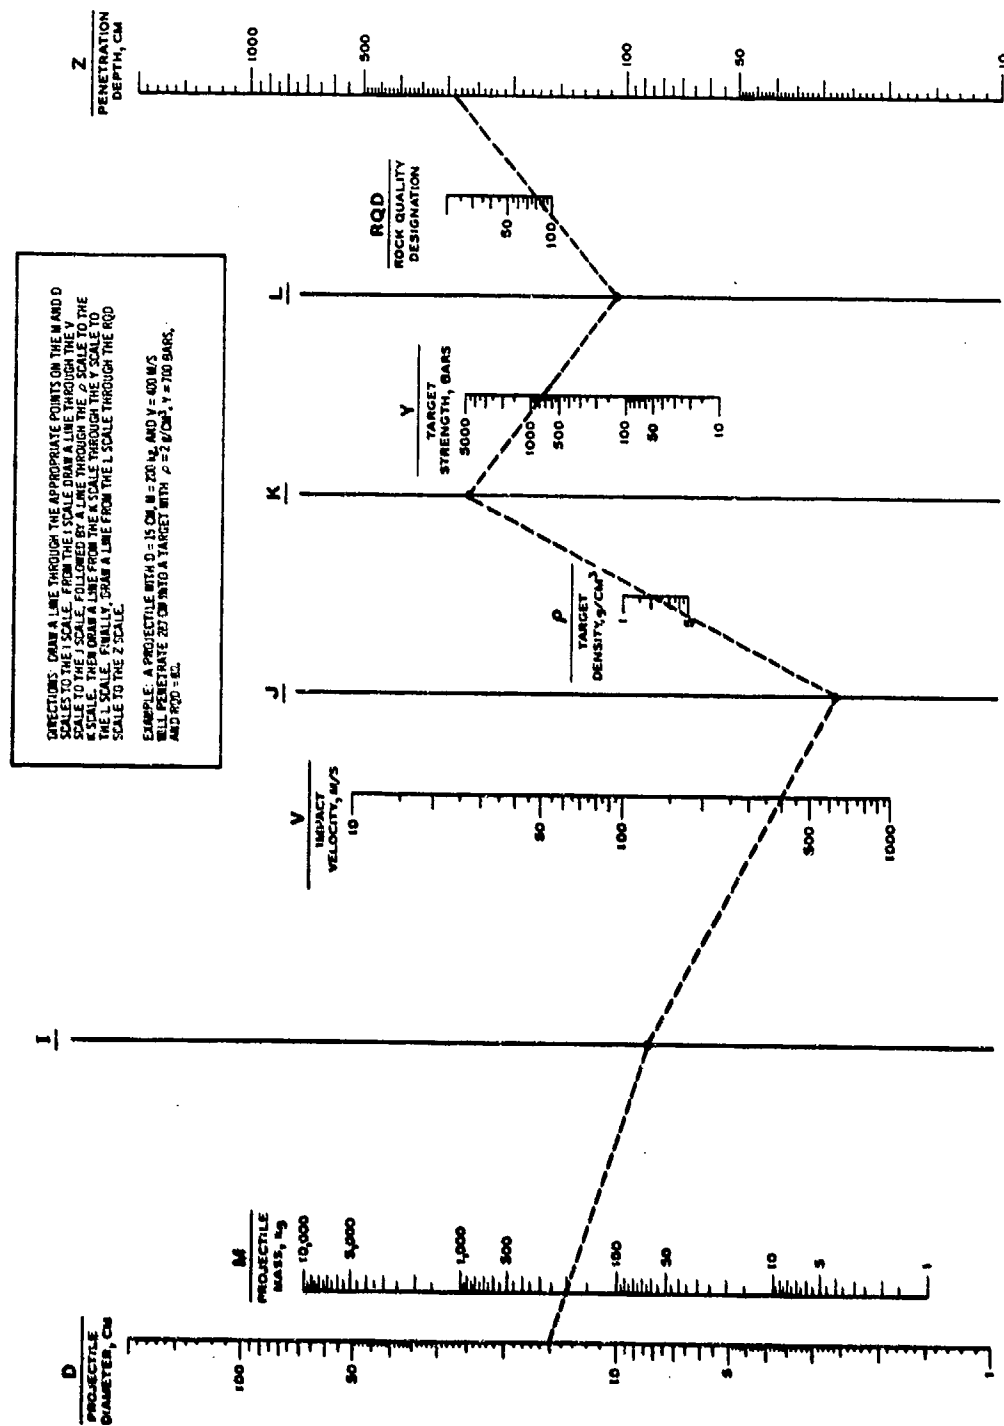 DIRECTIONS: DRAW A LINE THROUGH THE APPROPRIATE POINTS ON THE M AND D
SCALES TO THE I SCALE. FROM THE I SCALE DRAW A LINE THROUGH THE V
SCALE TO THE J SCALE, FOLLOWED BY A LINE THROUGH THE ρ SCALE TO THE
K SCALE. THEN DRAW A LINE FROM THE K SCALE THROUGH THE Y SCALE TO
THE L SCALE. FINALLY, DRAW A LINE FROM THE L SCALE THROUGH THE RQD
SCALE TO THE Z SCALE.
EXAMPLE: A PROJECTILE WITH D = 15 CM, M = 200 kg, AND V = 400 M/S
WILL PENETRATE CM INTO A TARGET WITH ρ = 2 g/CM³, Y = 700 BARS,
AND RQD =
D
PROJECTILE
DIAMETER, CM
100
50
10
5
1
M
PROJECTILE
MASS, kg
10,000
5,000
1,000
500
100
50
10
5
1
I
V
IMPACT
VELOCITY, M/S
10
50
100
500
1000
J
ρ
TARGET
DENSITY, g/CM³
1
5
K
Y
TARGET
STRENGTH, BARS
5000
1000
500
100
50
10
L
RQD
ROCK QUALITY
DESIGNATION
50
100
Z
PENETRATION
DEPTH, CM
1000
500
100
50
10